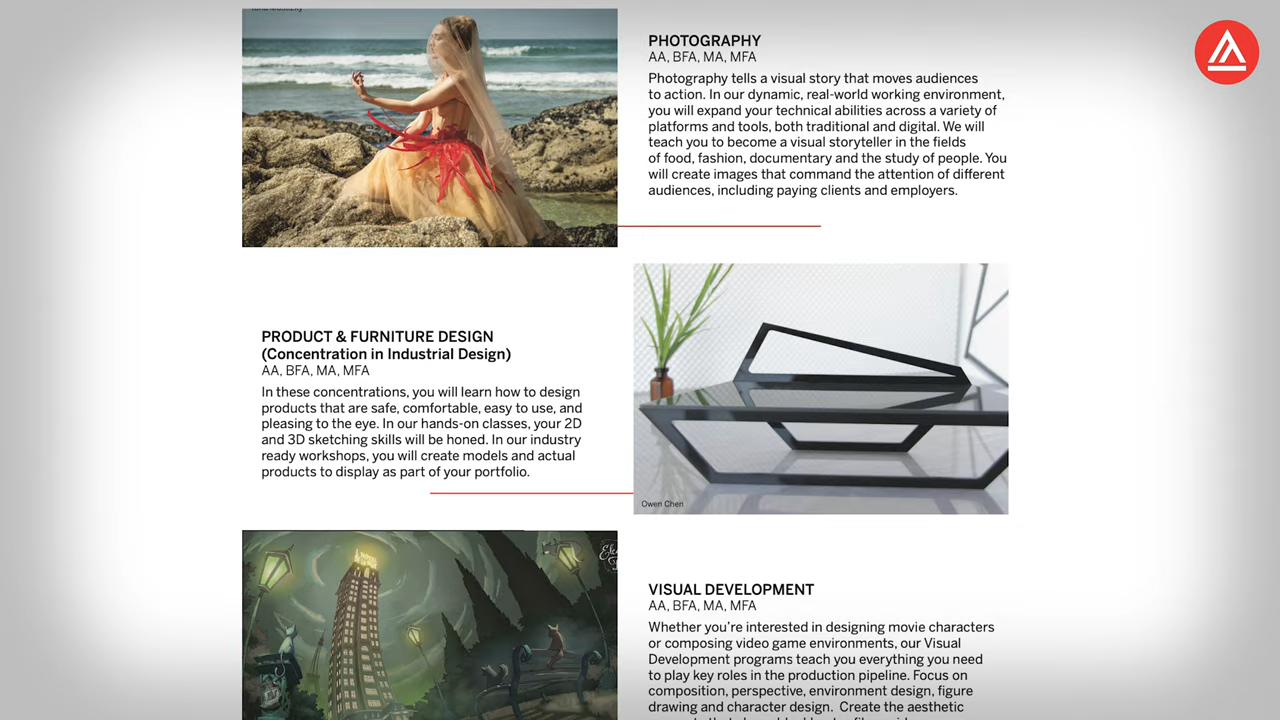 PHOTOGRAPHY
AA, BFA, MA, MFA
Photography tells a visual story that moves audiences
to action. In our dynamic, real-world working environment,
you will expand your technical abilities across a variety of
platforms and tools, both traditional and digital. We will
teach you to become a visual storyteller in the fields
of food, fashion, documentary and the study of people. You
will create images that command the attention of different
audiences, including paying clients and employers.
PRODUCT & FURNITURE DESIGN
(Concentration in Industrial Design)
AA, BFA, MA, MFA
In these concentrations, you will learn how to design
products that are safe, comfortable, easy to use, and
pleasing to the eye. In our hands-on classes, your 2D
and 3D sketching skills will be honed. In our industry
ready workshops, you will create models and actual
products to display as part of your portfolio.
Owen Chen
VISUAL DEVELOPMENT
AA, BFA, MA, MFA
Whether you're interested in designing movie characters
or composing video game environments, our Visual
Development programs teach you everything you need
to play key roles in the production pipeline. Focus on
composition, perspective, environment design, figure
drawing and character design. Create the aesthetic